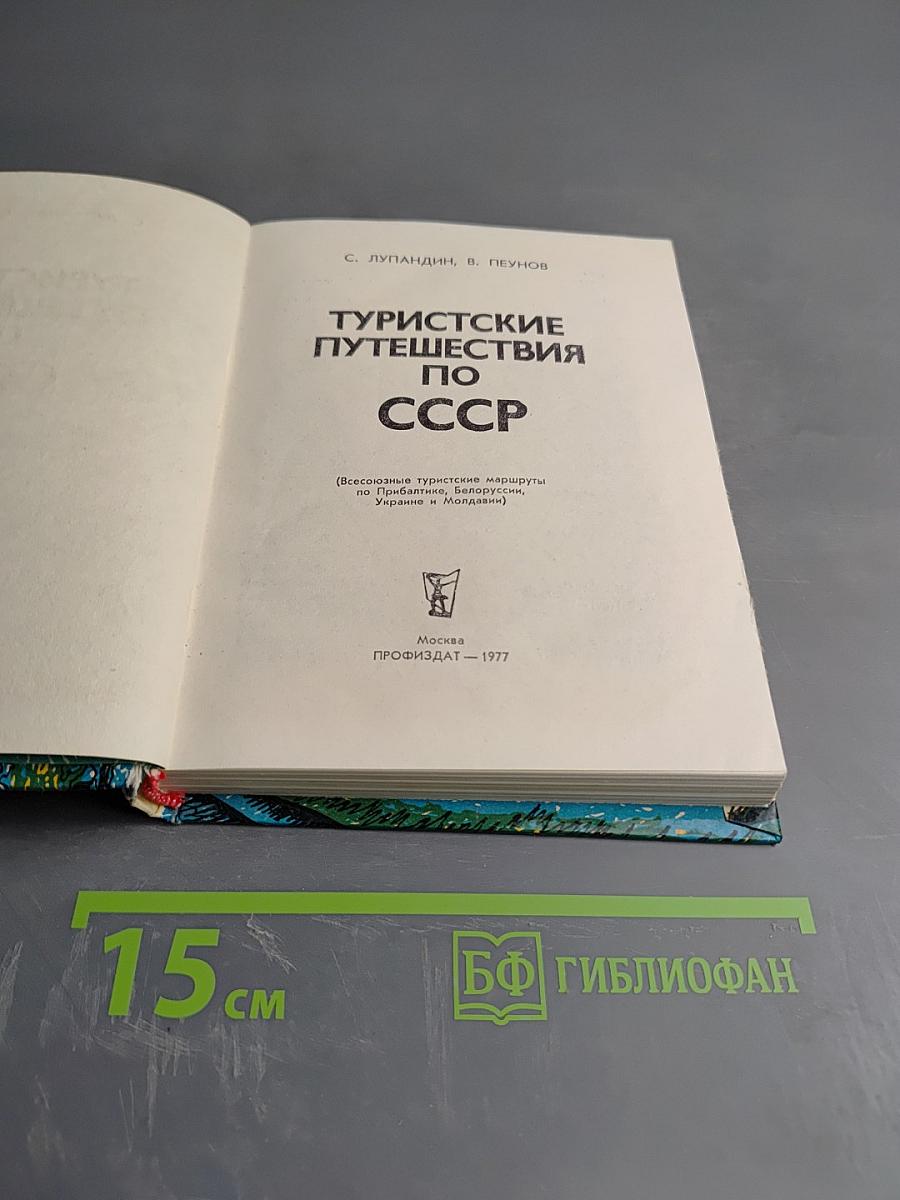 С. ЛУПАНДИН, В. ПЕУНОВ
ТУРИСТСКИЕ
ПУТЕШЕСТВИЯ
ПО
СССР
(Всесоюзные туристские маршруты
по Прибалтике, Белоруссии,
Украине и Молдавии)
Москва
ПРОФИЗДАТ — 1977
15 см
БФ ГИБЛИОФАН